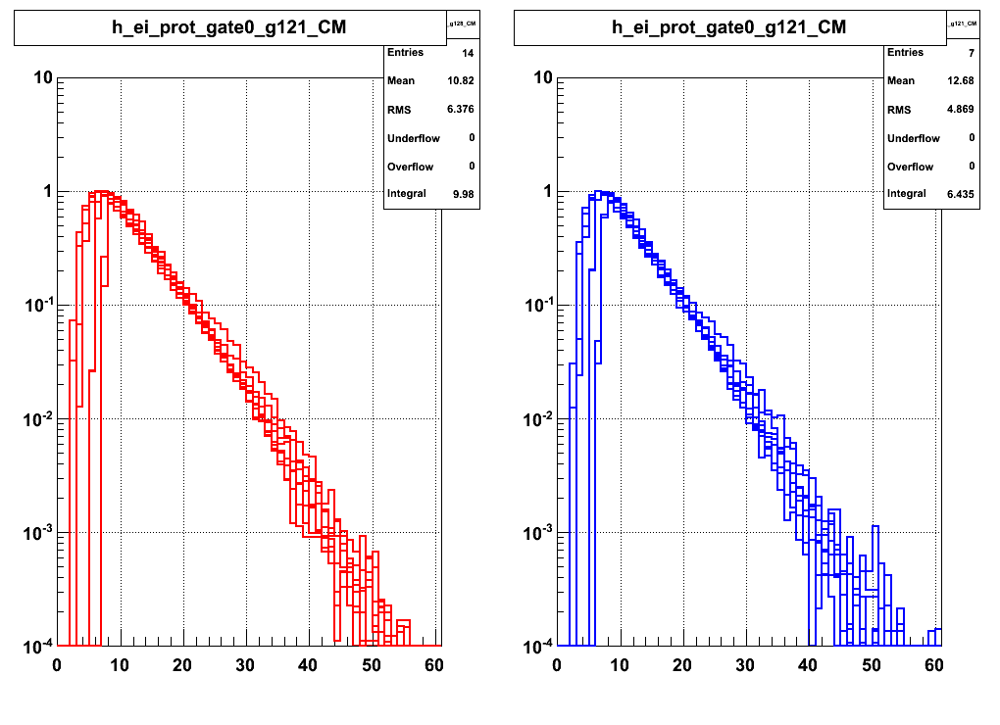 h_ei_prot_gate0_g121_CM
_g128_CM
Entries 14
Mean 10.82
RMS 6.376
Underflow 0
Overflow 0
Integral 9.98
10
1
10-1
10-2
10-3
10-4
0 10 20 30 40 50 60
h_ei_prot_gate0_g121_CM
_g121_CM
Entries 7
Mean 12.68
RMS 4.869
Underflow 0
Overflow 0
Integral 6.435
10
1
10-1
10-2
10-3
10-4
0 10 20 30 40 50 60